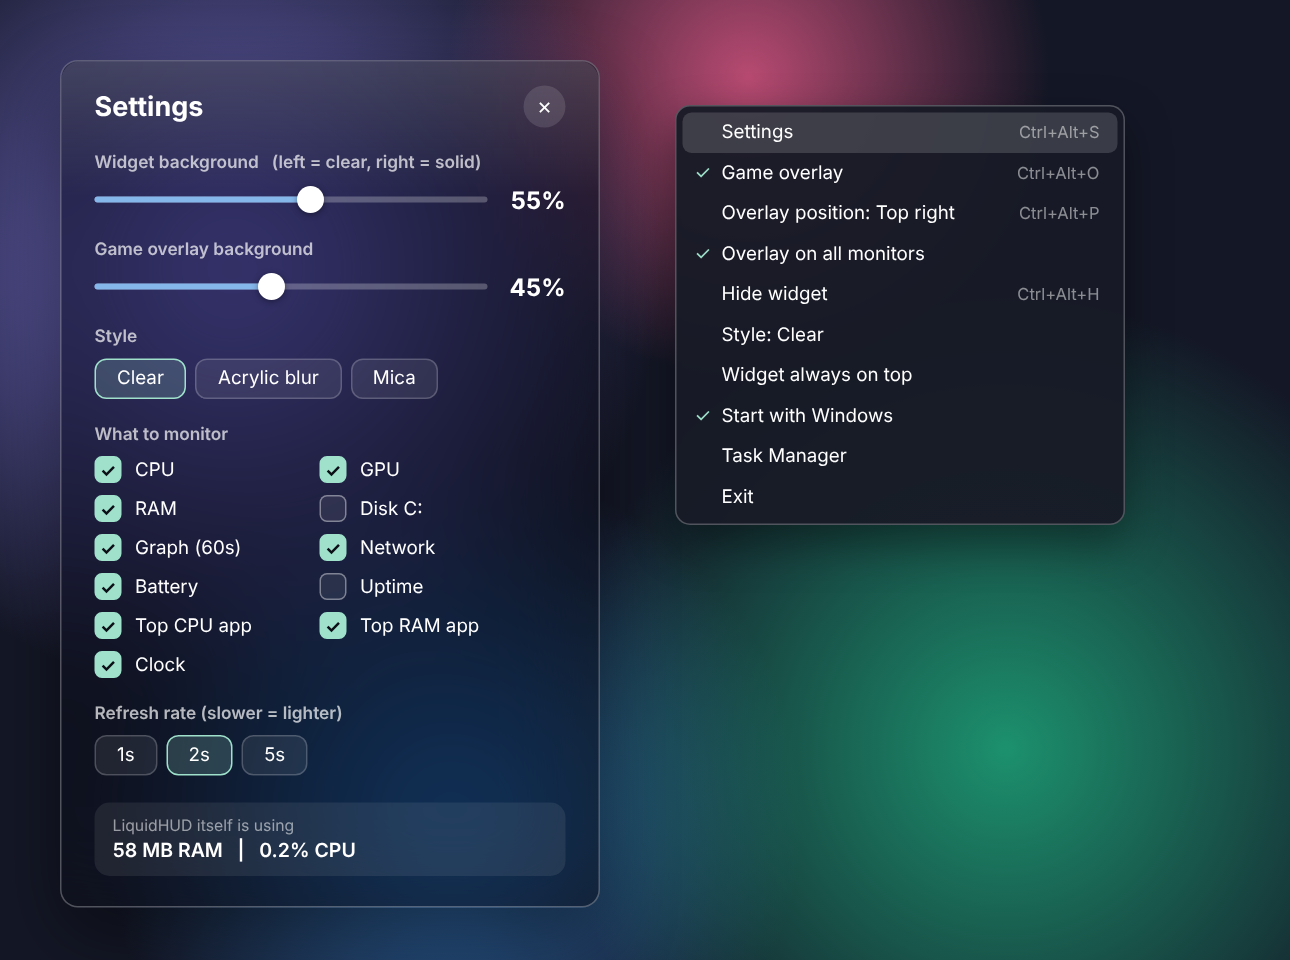 Settings
Widget background (left = clear, right = solid)
55%
Game overlay background
45%
Style
Clear Acrylic blur Mica
What to monitor
CPU GPU
RAM Disk C:
Graph (60s) Network
Battery Uptime
Top CPU app Top RAM app
Clock
Refresh rate (slower = lighter)
1s 2s 5s
LiquidHUD itself is using
58 MB RAM | 0.2% CPU
Settings Ctrl+Alt+S
Game overlay Ctrl+Alt+O
Overlay position: Top right Ctrl+Alt+P
Overlay on all monitors
Hide widget Ctrl+Alt+H
Style: Clear
Widget always on top
Start with Windows
Task Manager
Exit